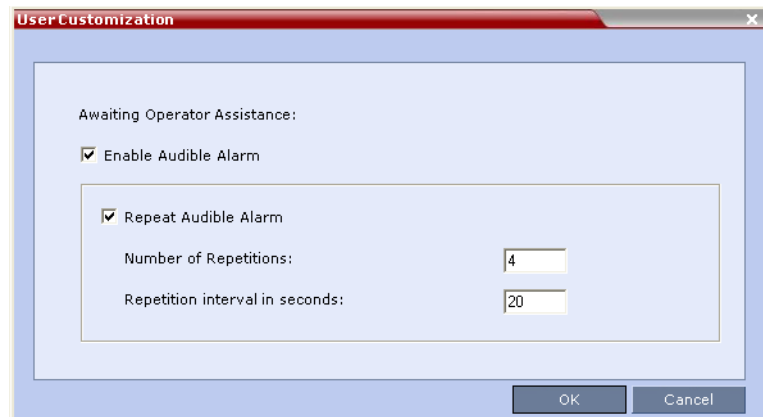 User Customization
Awaiting Operator Assistance:
Enable Audible Alarm
Repeat Audible Alarm
Number of Repetitions: 4
Repetition interval in seconds: 20
OK Cancel